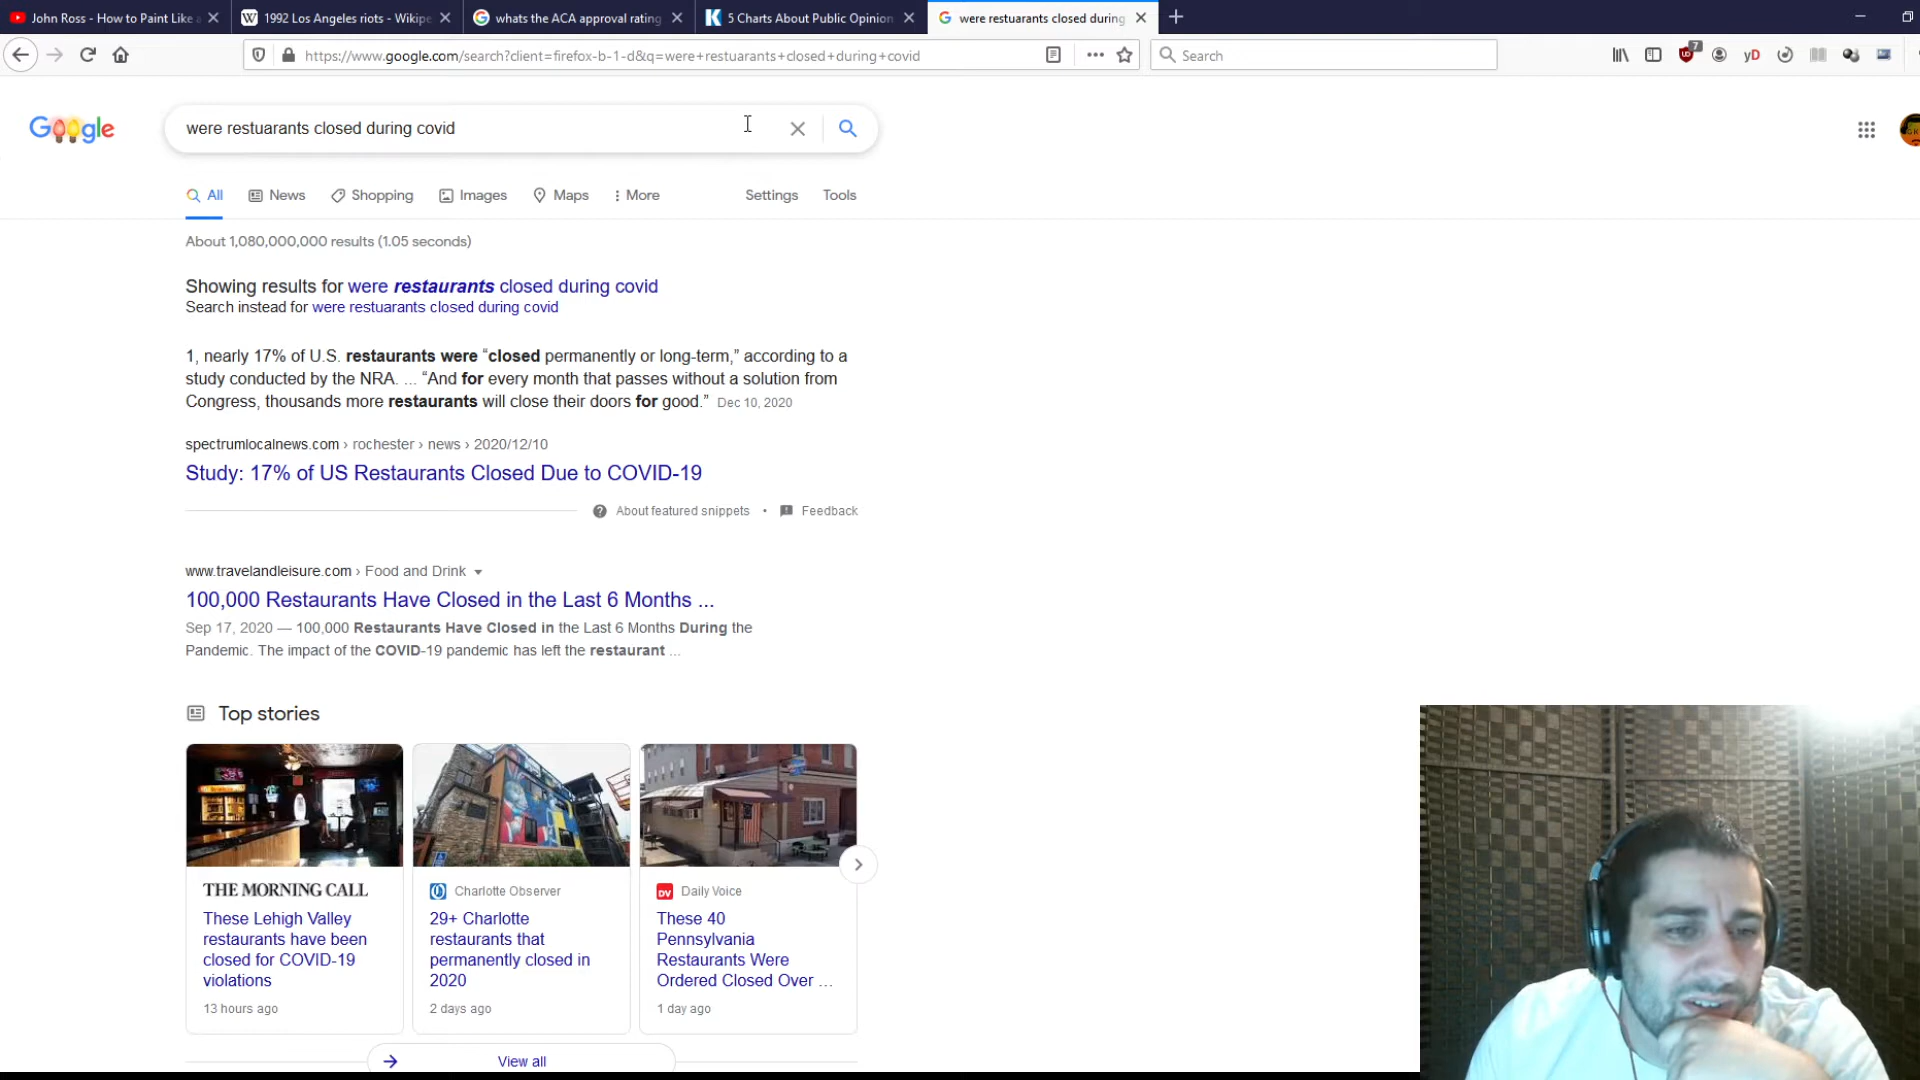 John Ross - How to Paint Like a
1992 Los Angeles riots - Wikipe
whats the ACA approval rating
5 Charts About Public Opinion
were restuarants closed during
https://www.google.com/search?client=firefox-b-1-d&q=were+restuarants+closed+during+covid
Search
7
yD
Google
were restuarants closed during covid
All
News
Shopping
Images
Maps
More
Settings
Tools
About 1,080,000,000 results (1.05 seconds)
Showing results for were restaurants closed during covid
Search instead for were restuarants closed during covid
1, nearly 17% of U.S. restaurants were “closed permanently or long-term,” according to a
study conducted by the NRA. ... “And for every month that passes without a solution from
Congress, thousands more restaurants will close their doors for good.” Dec 10, 2020
spectrumlocalnews.com › rochester › news › 2020/12/10
Study: 17% of US Restaurants Closed Due to COVID-19
About featured snippets • Feedback
www.travelandleisure.com › Food and Drink
100,000 Restaurants Have Closed in the Last 6 Months ...
Sep 17, 2020 — 100,000 Restaurants Have Closed in the Last 6 Months During the
Pandemic. The impact of the COVID-19 pandemic has left the restaurant ...
Top stories
THE MORNING CALL
These Lehigh Valley
restaurants have been
closed for COVID-19
violations
13 hours ago
Charlotte Observer
29+ Charlotte
restaurants that
permanently closed in
2020
2 days ago
DV Daily Voice
These 40
Pennsylvania
Restaurants Were
Ordered Closed Over ...
1 day ago
View all